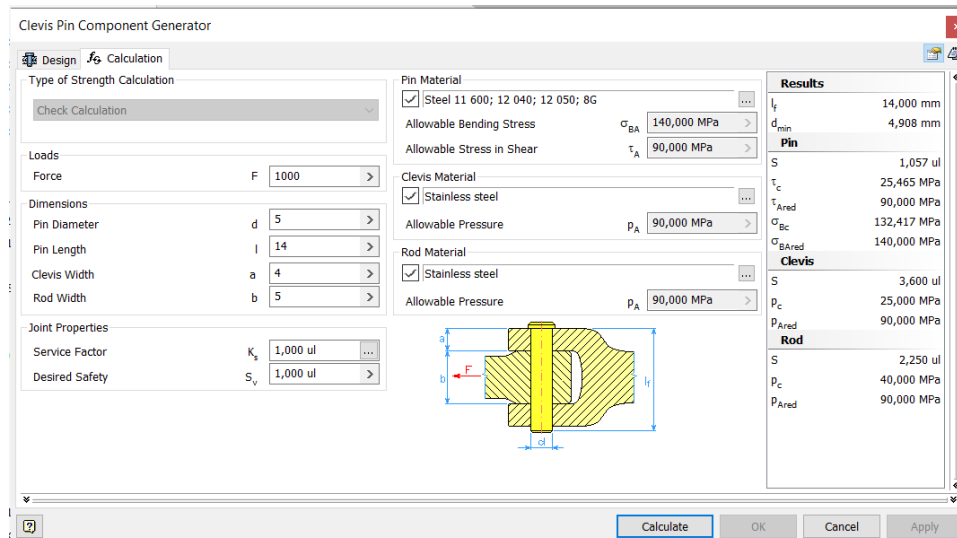 Clevis Pin Component Generator
Design
Calculation
Type of Strength Calculation
Check Calculation
Loads
Force F 1000
Dimensions
Pin Diameter d 5
Pin Length l 14
Clevis Width a 4
Rod Width b 5
Joint Properties
Service Factor Ks 1,000 ul ...
Desired Safety Sv 1,000 ul
Pin Material
Steel 11 600; 12 040; 12 050; 8G ...
Allowable Bending Stress σBA 140,000 MPa
Allowable Stress in Shear τA 90,000 MPa
Clevis Material
Stainless steel ...
Allowable Pressure pA 90,000 MPa
Rod Material
Stainless steel ...
Allowable Pressure pA 90,000 MPa
a
b
F
lf
d
Results
lf 14,000 mm
dmin 4,908 mm
Pin
S 1,057 ul
τc 25,465 MPa
τAred 90,000 MPa
σBc 132,417 MPa
σBAred 140,000 MPa
Clevis
S 3,600 ul
pc 25,000 MPa
pAred 90,000 MPa
Rod
S 2,250 ul
pc 40,000 MPa
pAred 90,000 MPa
?
Calculate
OK
Cancel
Apply